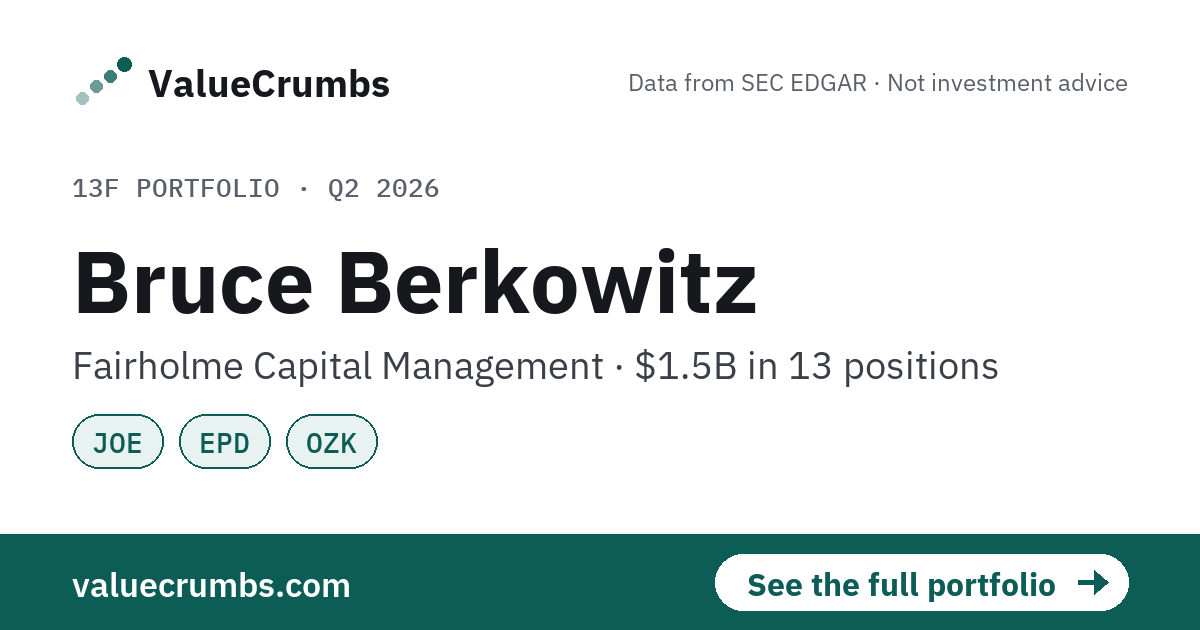 ValueCrumbs
Data from SEC EDGAR · Not investment advice
13F PORTFOLIO · Q2 2026
Bruce Berkowitz
Fairholme Capital Management · $1.5B in 13 positions
JOE EPD OZK
valuecrumbs.com
See the full portfolio →